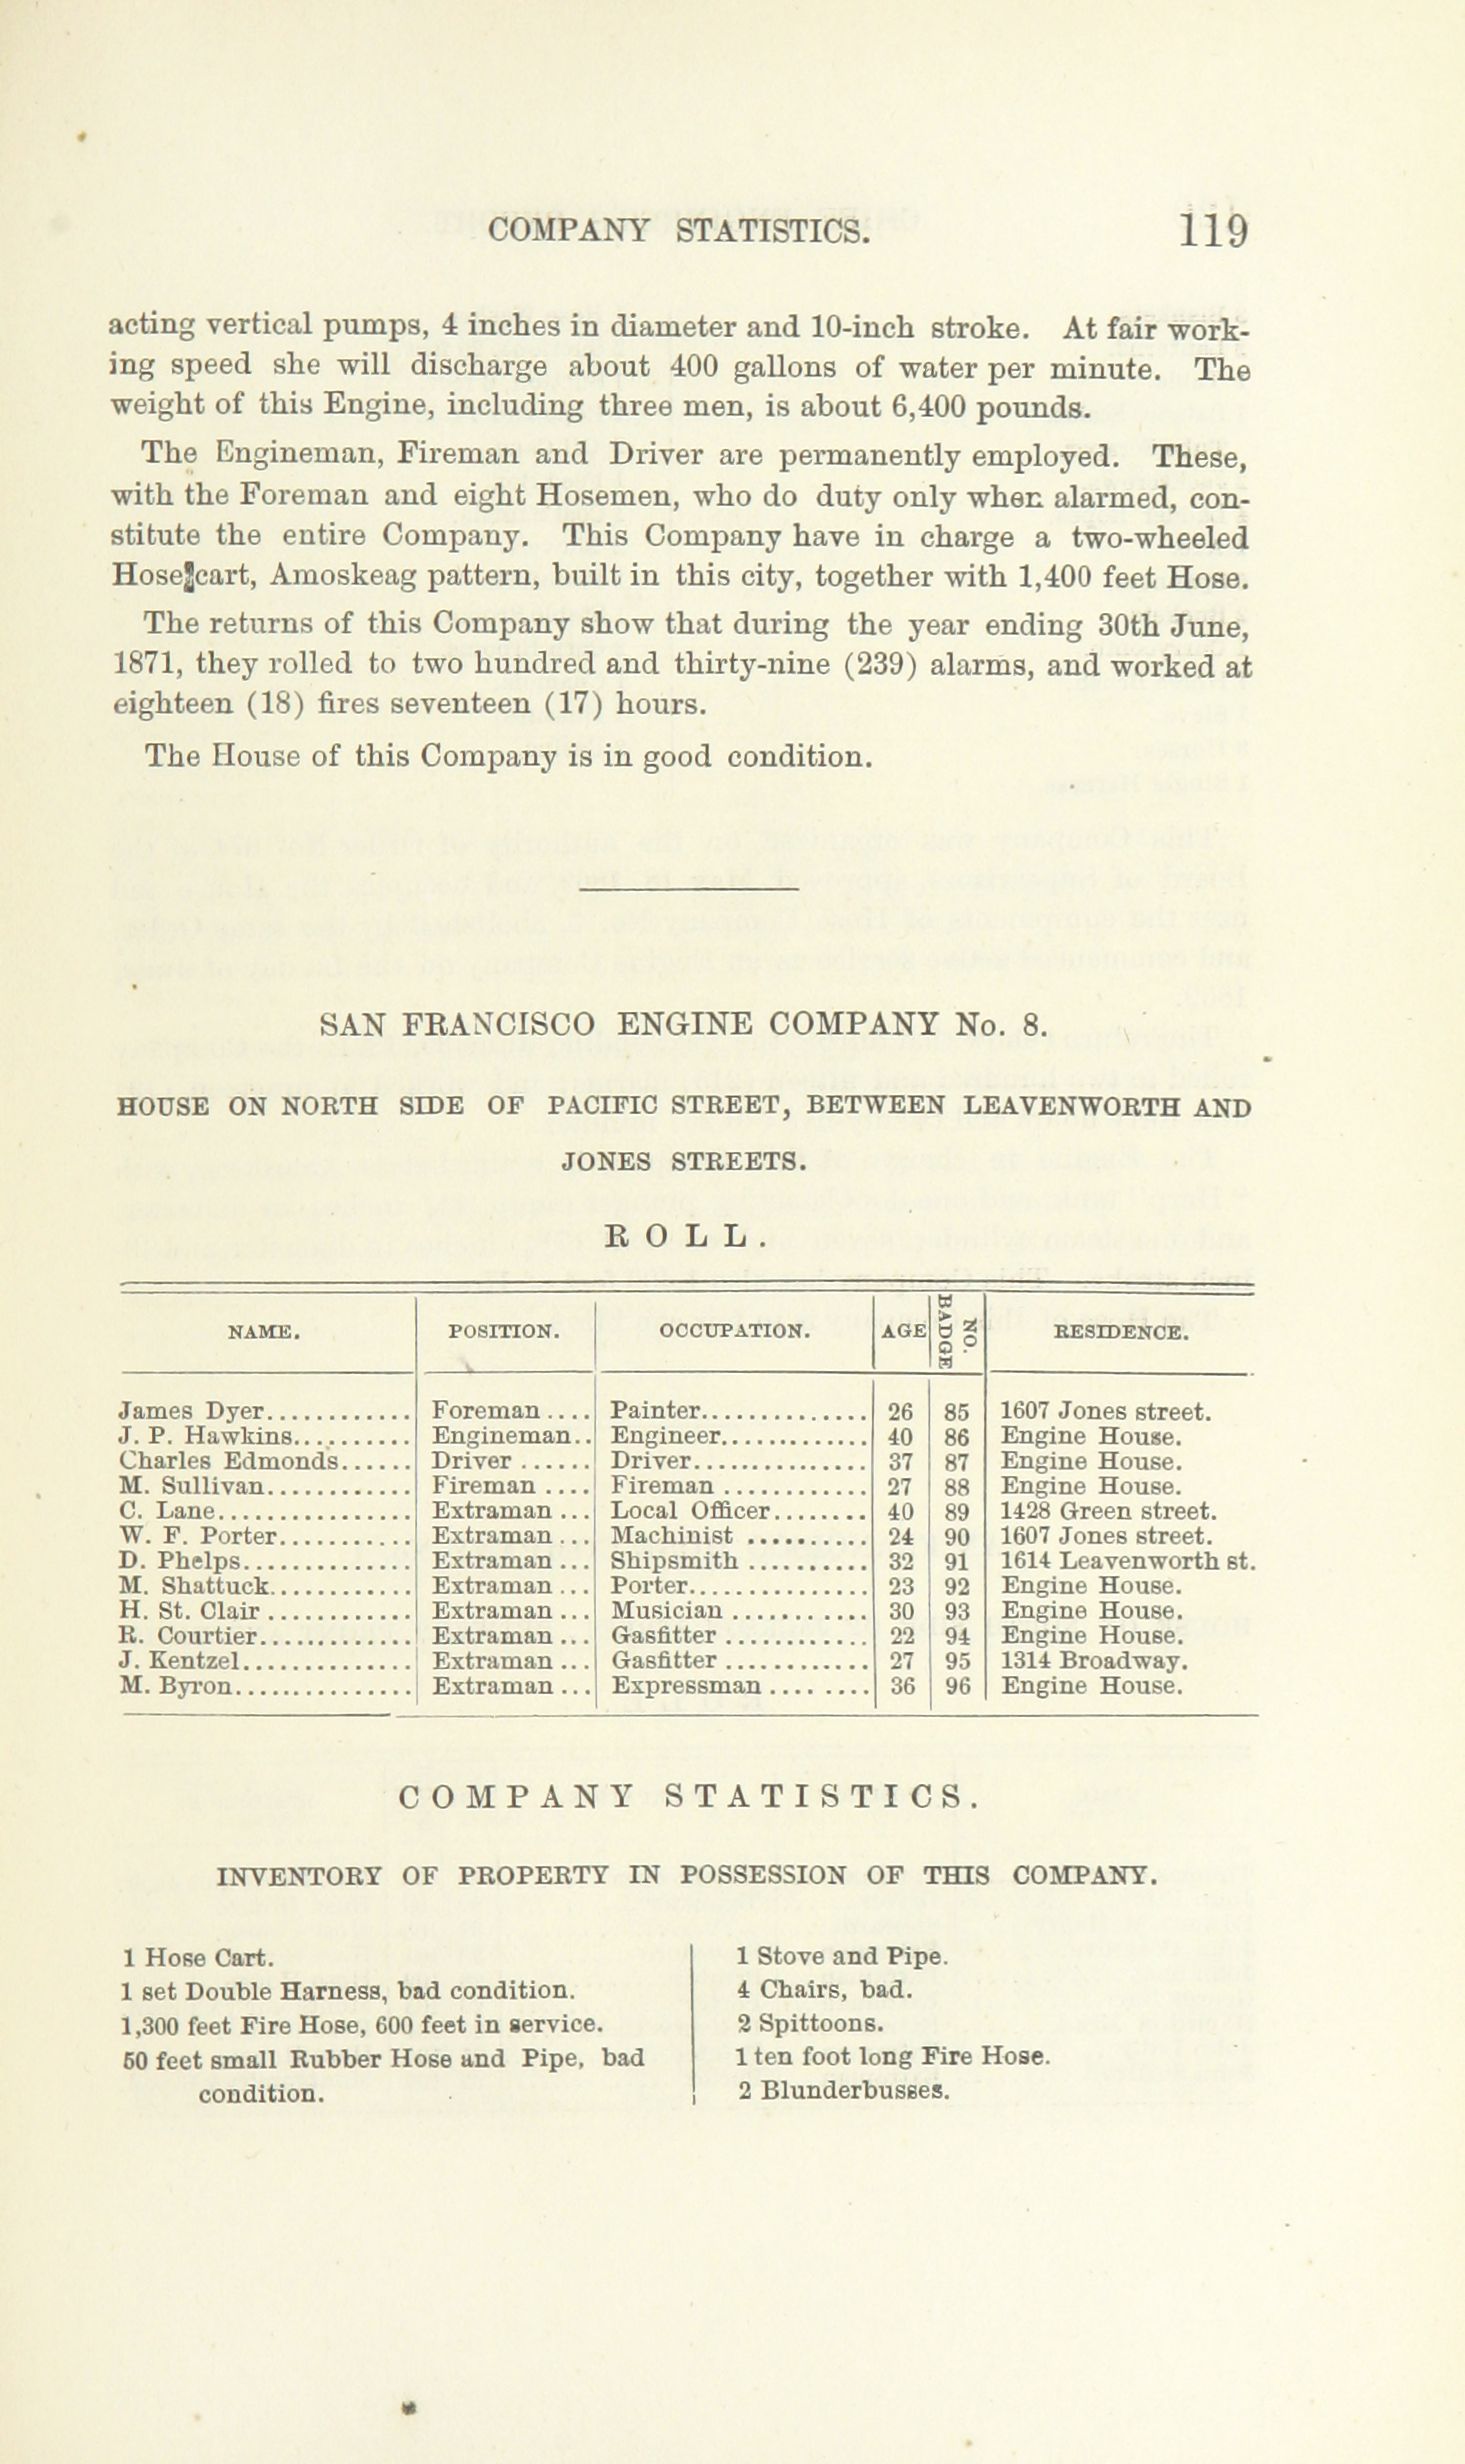 COMPANY STATISTICS. 119
acting vertical pumps, 4 inches in diameter and 10-inch stroke. At fair work-
ing speed she will discharge about 400 gallons of water per minute. The
weight of this Engine, including three men, is about 6,400 pounds.
The Engineman, Fireman and Driver are permanently employed. These,
with the Foreman and eight Hosemen, who do duty only when alarmed, con-
stitute the entire Company. This Company have in charge a two-wheeled
Hose cart, Amoskeag pattern, built in this city, together with 1,400 feet Hose.
The returns of this Company show that during the year ending 30th June,
1871, they rolled to two hundred and thirty-nine (239) alarms, and worked at
eighteen (18) fires seventeen (17) hours.
The House of this Company is in good condition.
SAN FRANCISCO ENGINE COMPANY No. 8.
HOUSE ON NORTH SIDE OF PACIFIC STREET, BETWEEN LEAVENWORTH AND
JONES STREETS.
ROLL.
NAME. POSITION. OCCUPATION. AGE BADGE NO. RESIDENCE.
James Dyer............ Foreman.... Painter............... 26 85 1607 Jones street.
J. P. Hawkins.......... Engineman.. Engineer............. 40 86 Engine House.
Charles Edmonds...... Driver...... Driver............... 37 87 Engine House.
M. Sullivan............ Fireman.... Fireman............ 27 88 Engine House.
C. Lane................ Extraman... Local Officer........ 40 89 1428 Green street.
W. F. Porter........... Extraman... Machinist.......... 24 90 1607 Jones street.
D. Phelps.............. Extraman... Shipsmith.......... 32 91 1614 Leavenworth st.
M. Shattuck............ Extraman... Porter............... 23 92 Engine House.
H. St. Clair............ Extraman... Musician........... 30 93 Engine House.
R. Courtier............. Extraman... Gasfitter............ 22 94 Engine House.
J. Kentzel.............. Extraman... Gasfitter............ 27 95 1314 Broadway.
M. Byron............... Extraman... Expressman........ 36 96 Engine House.
COMPANY STATISTICS.
INVENTORY OF PROPERTY IN POSSESSION OF THIS COMPANY.
1 Hose Cart.
1 set Double Harness, bad condition.
1,300 feet Fire Hose, 600 feet in service.
50 feet small Rubber Hose and Pipe, bad
condition.
1 Stove and Pipe.
4 Chairs, bad.
2 Spittoons.
1 ten foot long Fire Hose.
2 Blunderbusses.